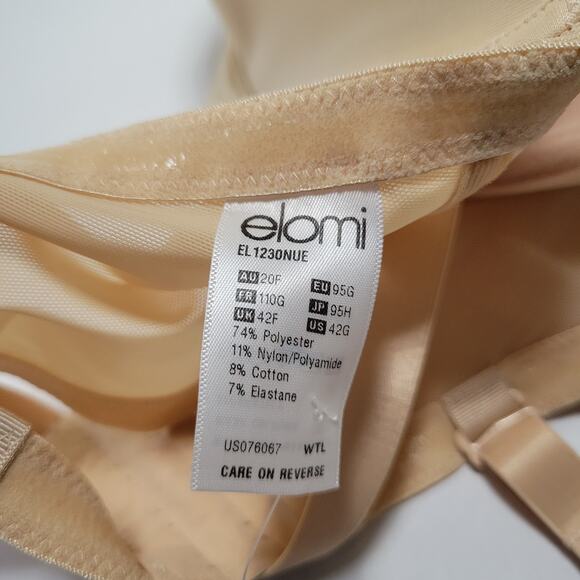 elomi
EL1230NUE
AU 20F EU 95G
FR 110G JP 95H
UK 42F US 42G
74% Polyester
11% Nylon/Polyamide
8% Cotton
7% Elastane
US076067 WTL
CARE ON REVERSE